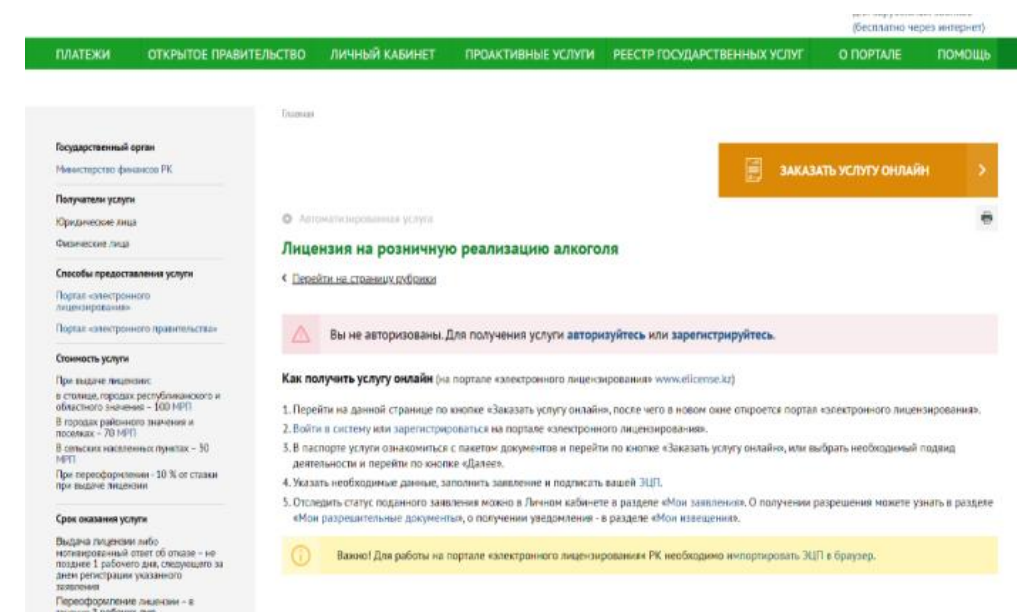 (бесплатно через интернет)
ПЛАТЕЖИ ОТКРЫТОЕ ПРАВИТЕЛЬСТВО ЛИЧНЫЙ КАБИНЕТ ПРОАКТИВНЫЕ УСЛУГИ РЕЕСТР ГОСУДАРСТВЕННЫХ УСЛУГ О ПОРТАЛЕ ПОМОЩЬ
Главная
Государственный орган
Министерство финансов РК
Получатели услуги
Юридические лица
Физические лица
Способы предоставления услуги
Портал «электронного
лицензирования»
Портал «электронного правительства»
Стоимость услуги
При выдаче лицензии:
в столице, городах республиканского и
областного значения – 100 МРП
В городах районного значения и
поселках – 70 МРП
В сельских населенных пунктах – 30
МРП
При переоформлении - 10 % от ставки
при выдаче лицензии
Срок оказания услуги
Выдача лицензии либо
мотивированный ответ об отказе – не
позднее 1 рабочего дня, следующего за
днем регистрации указанного
заявления
Переоформление лицензии – в
ЗАКАЗАТЬ УСЛУГУ ОНЛАЙН
Автоматизированная услуга
Лицензия на розничную реализацию алкоголя
Перейти на страницу рубрики
Вы не авторизованы. Для получения услуги авторизуйтесь или зарегистрируйтесь.
Как получить услугу онлайн (на портале «электронного лицензирования» www.elicense.kz)
1. Перейти на данной странице по кнопке «Заказать услугу онлайн», после чего в новом окне откроется портал «электронного лицензирования».
2. Войти в систему или зарегистрироваться на портале «электронного лицензирования».
3. В паспорте услуги ознакомиться с пакетом документов и перейти по кнопке «Заказать услугу онлайн», или выбрать необходимый подвид
деятельности и перейти по кнопке «Далее».
4. Указать необходимые данные, заполнить заявление и подписать вашей ЭЦП.
5. Отследить статус поданного заявления можно в Личном кабинете в разделе «Мои заявления». О получении разрешения можете узнать в разделе
«Мои разрешительные документы», о получении уведомления - в разделе «Мои извещения».
Важно! Для работы на портале «электронного лицензирования» РК необходимо импортировать ЭЦП в браузер.